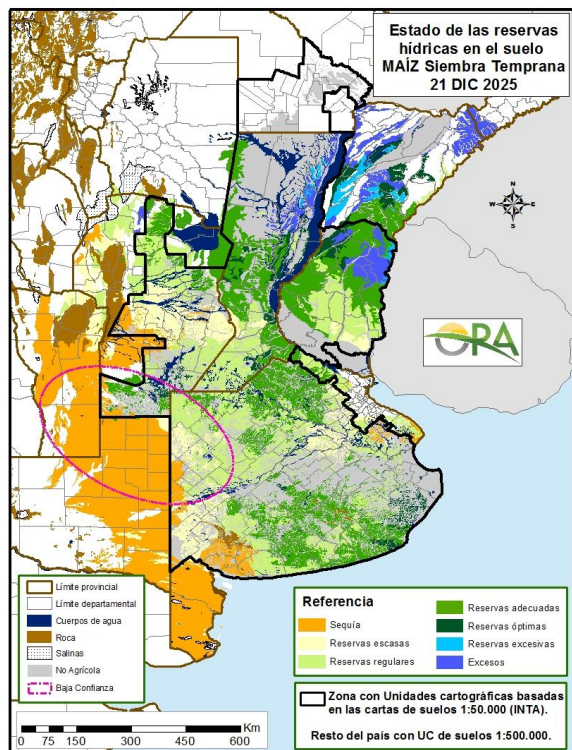 Estado de las reservas
hídricas en el suelo
MAÍZ Siembra Temprana
21 DIC 2025
N
W
E
S
ORA
Límite provincial
Límite departamental
Cuerpos de agua
Roca
Salinas
No Agrícola
Baja Confianza
Referencia
Sequía
Reservas escasas
Reservas regulares
Reservas adecuadas
Reservas óptimas
Reservas excesivas
Excesos
Zona con Unidades cartográficas basadas
en las cartas de suelos 1:50.000 (INTA).
Resto del país con UC de suelos 1:500.000.
Km
0 75 150 300 450 600